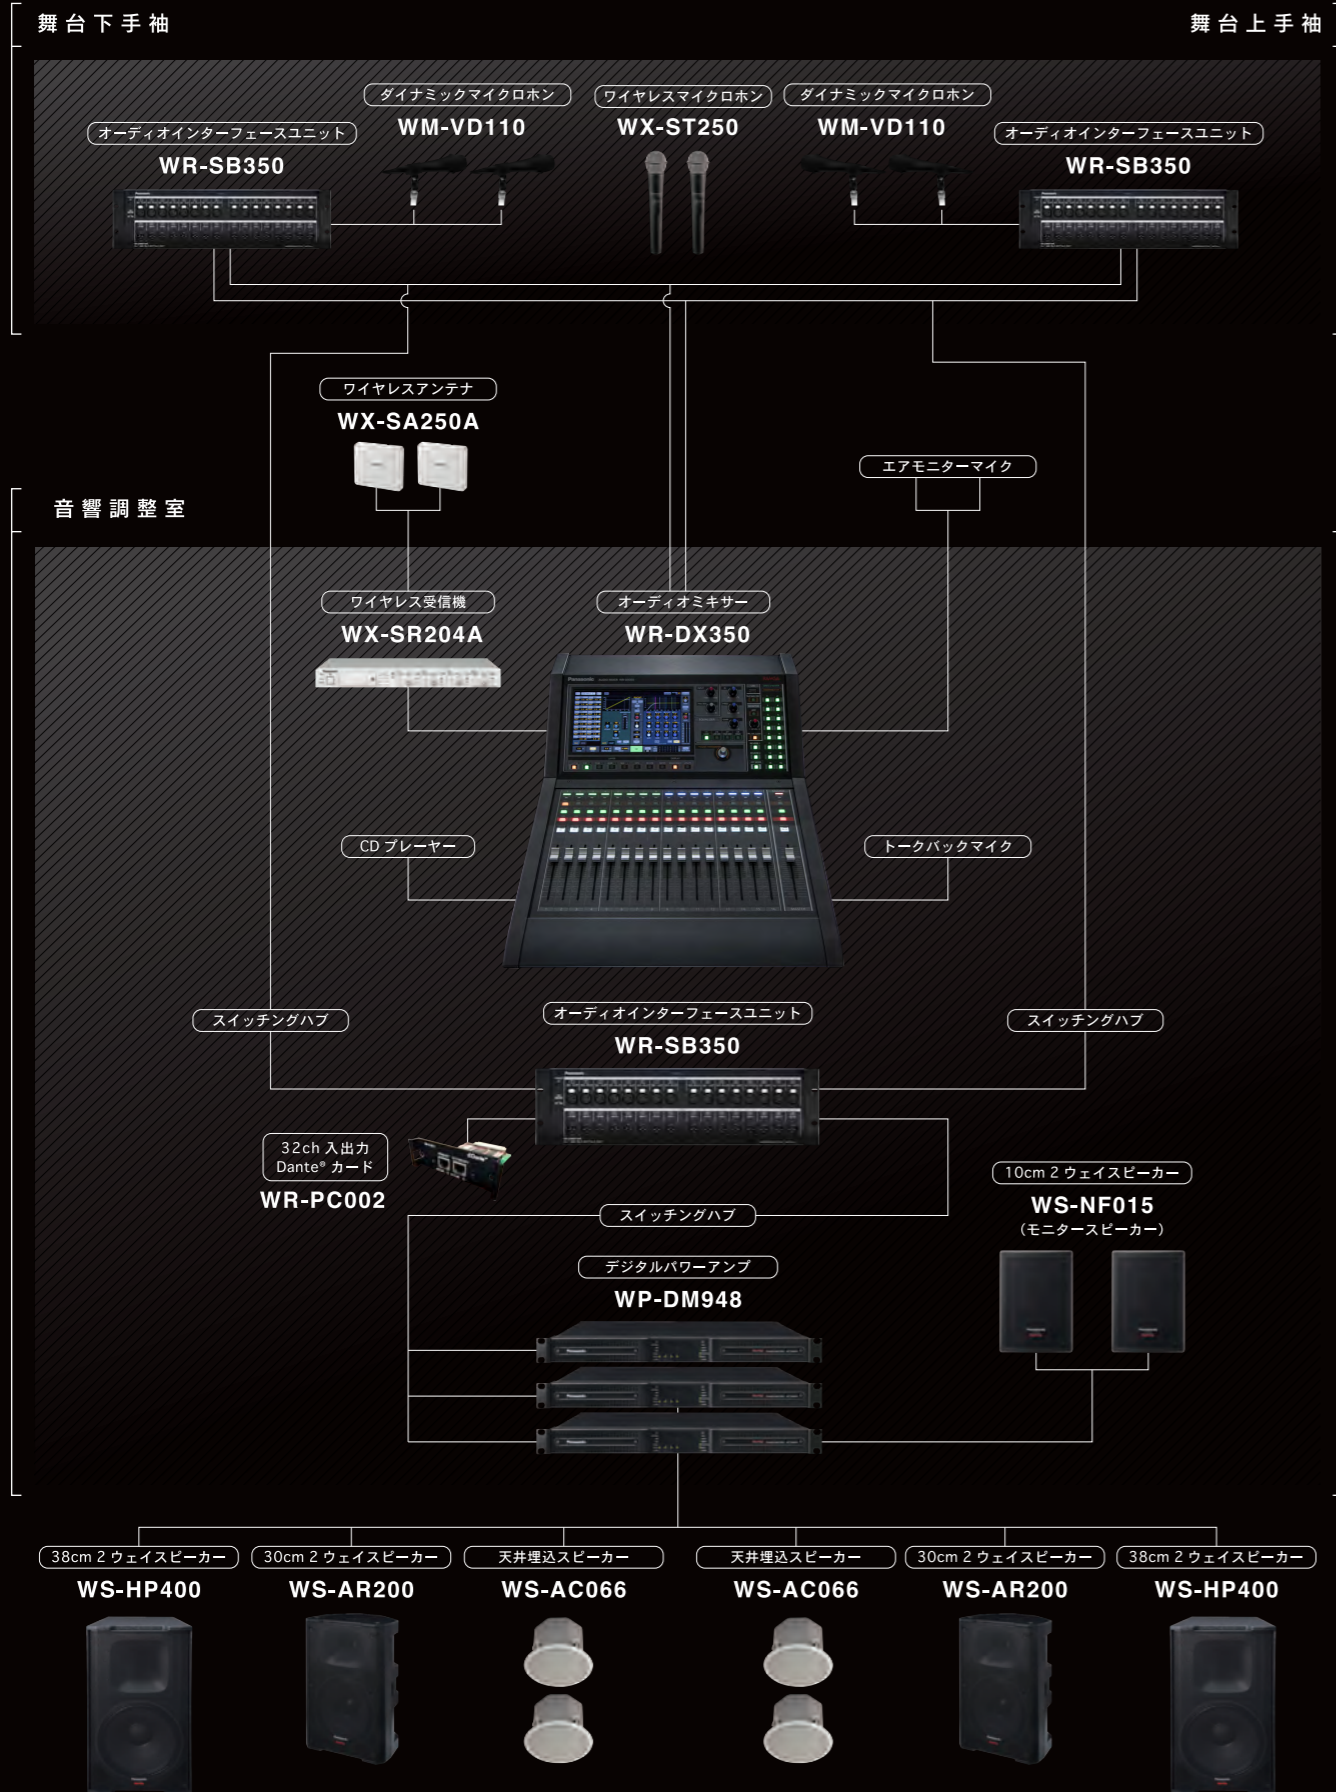 舞台下手袖
舞台上手袖
ダイナミックマイクロホン
WM-VD110
ワイヤレスマイクロホン
WX-ST250
ダイナミックマイクロホン
WM-VD110
オーディオインターフェースユニット
WR-SB350
オーディオインターフェースユニット
WR-SB350
ワイヤレスアンテナ
WX-SA250A
エアモニターマイク
音響調整室
ワイヤレス受信機
WX-SR204A
オーディオミキサー
WR-DX350
Panasonic
CD プレーヤー
トークバックマイク
スイッチングハブ
オーディオインターフェースユニット
WR-SB350
スイッチングハブ
32ch 入出力
Dante® カード
WR-PC002
スイッチングハブ
10cm 2 ウェイスピーカー
WS-NF015
(モニタースピーカー)
デジタルパワーアンプ
WP-DM948
38cm 2 ウェイスピーカー
WS-HP400
30cm 2 ウェイスピーカー
WS-AR200
天井埋込スピーカー
WS-AC066
天井埋込スピーカー
WS-AC066
30cm 2 ウェイスピーカー
WS-AR200
38cm 2 ウェイスピーカー
WS-HP400